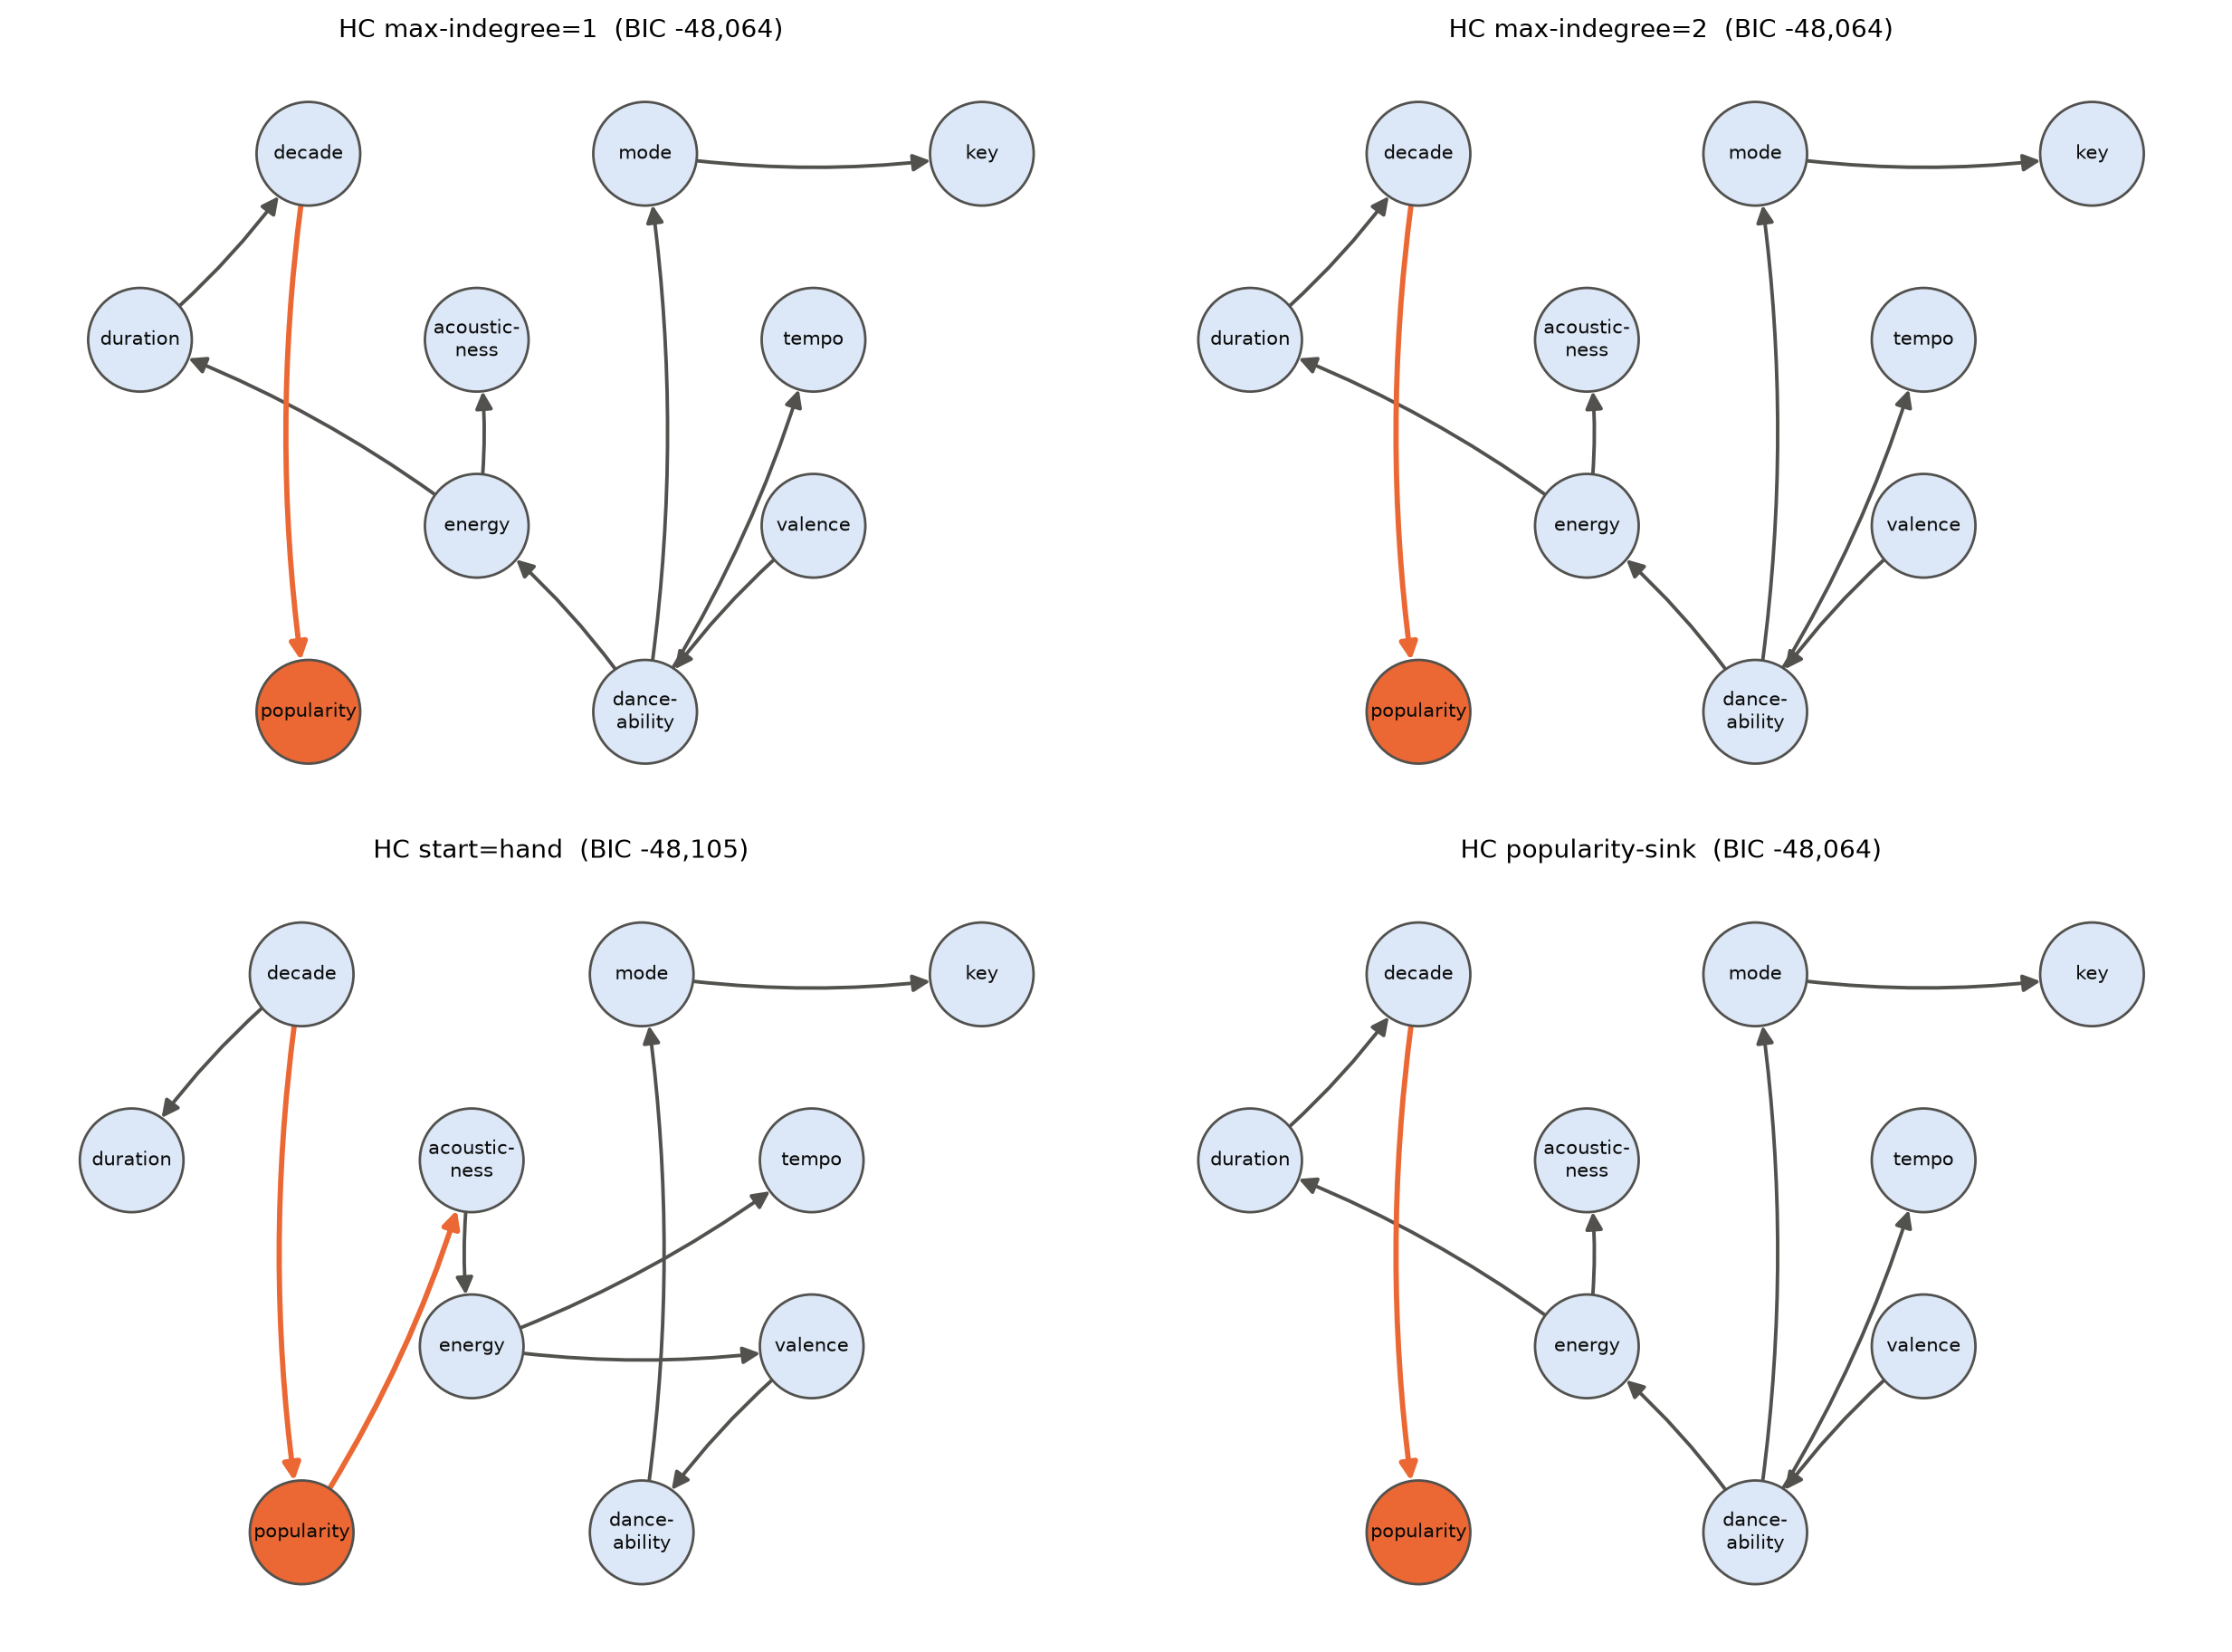 HC max-indegree=1  (BIC -48,064)
decade
mode
key
duration
acoustic-
ness
tempo
energy
valence
popularity
dance-
ability
HC max-indegree=2  (BIC -48,064)
decade
mode
key
duration
acoustic-
ness
tempo
energy
valence
popularity
dance-
ability
HC start=hand  (BIC -48,105)
decade
mode
key
duration
acoustic-
ness
tempo
energy
valence
popularity
dance-
ability
HC popularity-sink  (BIC -48,064)
decade
mode
key
duration
acoustic-
ness
tempo
energy
valence
popularity
dance-
ability